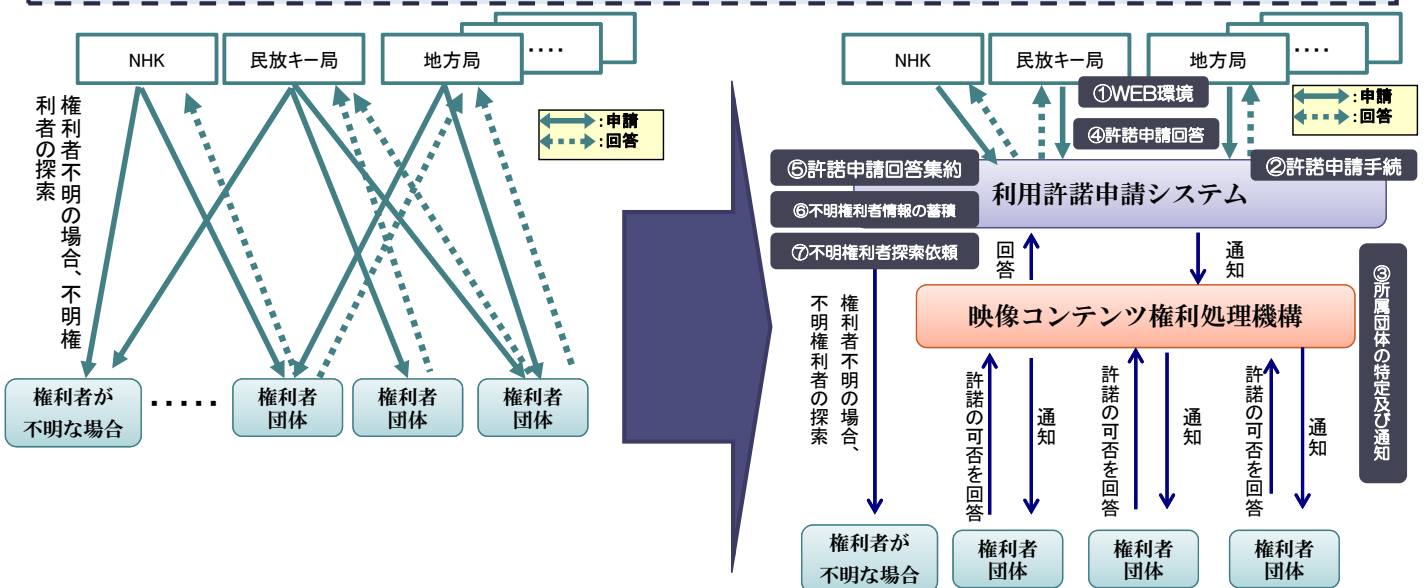 NHK
民放キー局
地方局
‥‥
権利者不明の場合、不明権
利者の探索
:申請
:回答
権利者が
不明な場合
‥‥‥
権利者
団体
権利者
団体
権利者
団体
NHK
民放キー局
地方局
‥‥
①WEB環境
④許諾申請回答
:申請
:回答
⑤許諾申請回答集約
②許諾申請手続
利用許諾申請システム
⑥不明権利者情報の蓄積
⑦不明権利者探索依頼
回答
通知
③所属団体の特定及び通知
映像コンテンツ権利処理機構
権利者不明の場合、
不明権利者の探索
許諾の可否を回答
通知
許諾の可否を回答
通知
許諾の可否を回答
通知
権利者が
不明な場合
権利者
団体
権利者
団体
権利者
団体